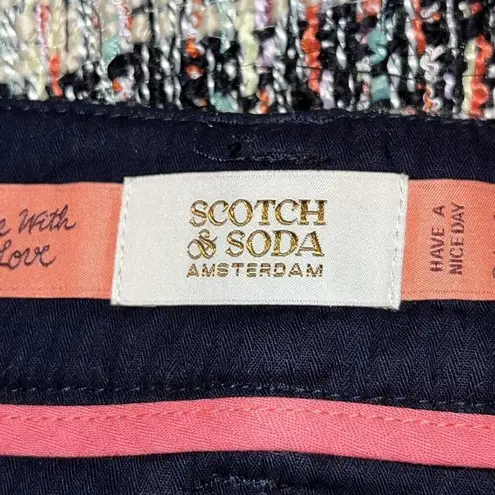 With
Love
SCOTCH
& SODA
AMSTERDAM
HAVE A
NICE DAY